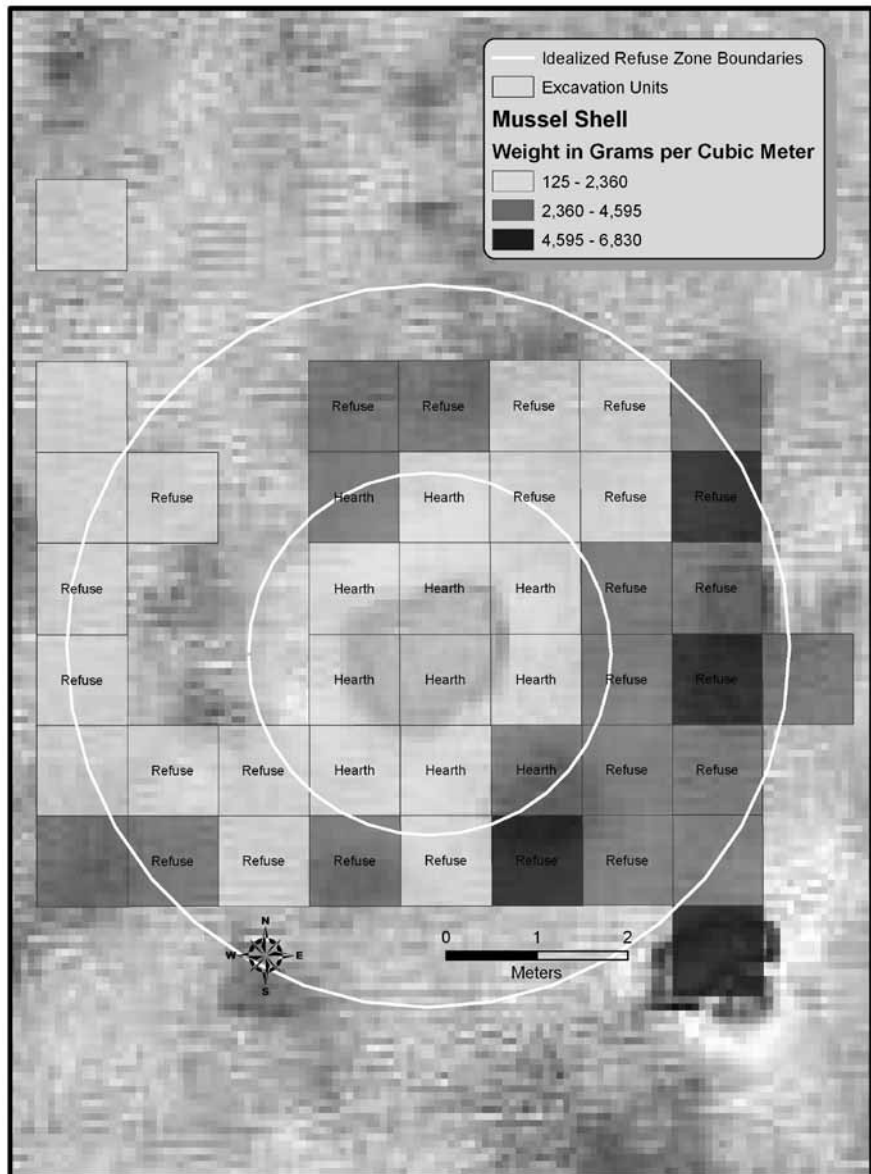 Idealized Refuse Zone Boundaries
Excavation Units
Mussel Shell
Weight in Grams per Cubic Meter
125 - 2,360
2,360 - 4,595
4,595 - 6,830
Refuse Refuse Refuse Refuse
Refuse Hearth Hearth Refuse Refuse Refuse
Refuse Hearth Hearth Hearth Refuse Refuse
Refuse Hearth Hearth Hearth Refuse Refuse
Refuse Refuse Hearth Hearth Hearth Refuse Refuse
Refuse Refuse Refuse Refuse Refuse Refuse
N
W E
S
0 1 2
Meters